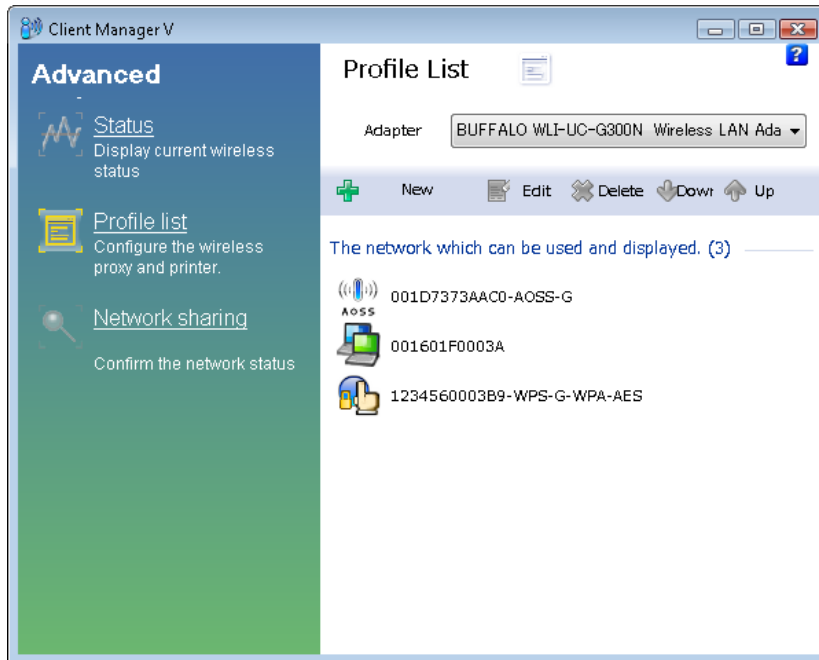 Client Manager V
Advanced
Status
Display current wireless
status
Profile list
Configure the wireless
proxy and printer.
Network sharing
Confirm the network status
Profile List
?
Adapter BUFFALO WLI-UC-G300N Wireless LAN Ada
New Edit Delete Down Up
The network which can be used and displayed. (3)
AOSS
001D7373AAC0-AOSS-G
001601F0003A
1234560003B9-WPS-G-WPA-AES